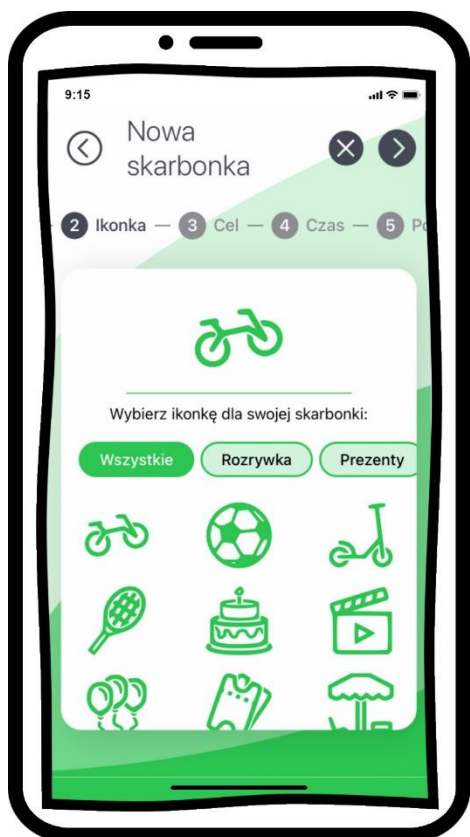 9:15
Nowa
skarbonka
2 Ikonka — 3 Cel — 4 Czas — 5
Wybierz ikonkę dla swojej skarbonki:
Wszystkie Rozrywka Prezenty